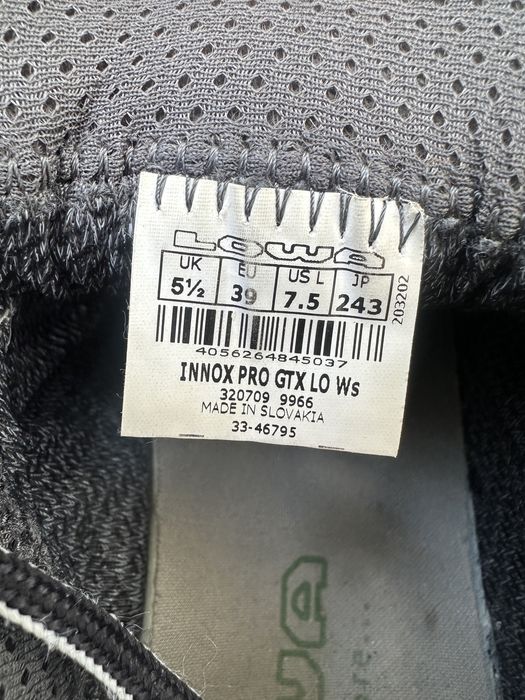 LOWA
UK EU US L JP
5½ 39 7.5 243
203202
4056264845037
INNOX PRO GTX LO Ws
320709 9966
MADE IN SLOVAKIA
33-46795